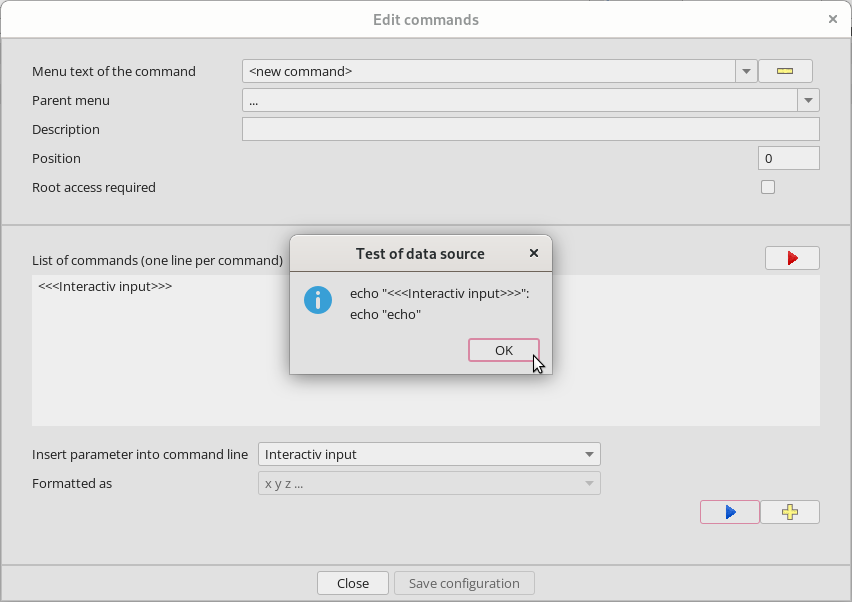 Edit commands
Menu text of the command
<new command>
Parent menu
...
Description
Position
0
Root access required
Test of data source
List of commands (one line per command)
<<<Interactiv input>>>
echo "<<<Interactiv input>>>":
echo "echo"
OK
Insert parameter into command line
Interactiv input
Formatted as
x y z ...
Close
Save configuration